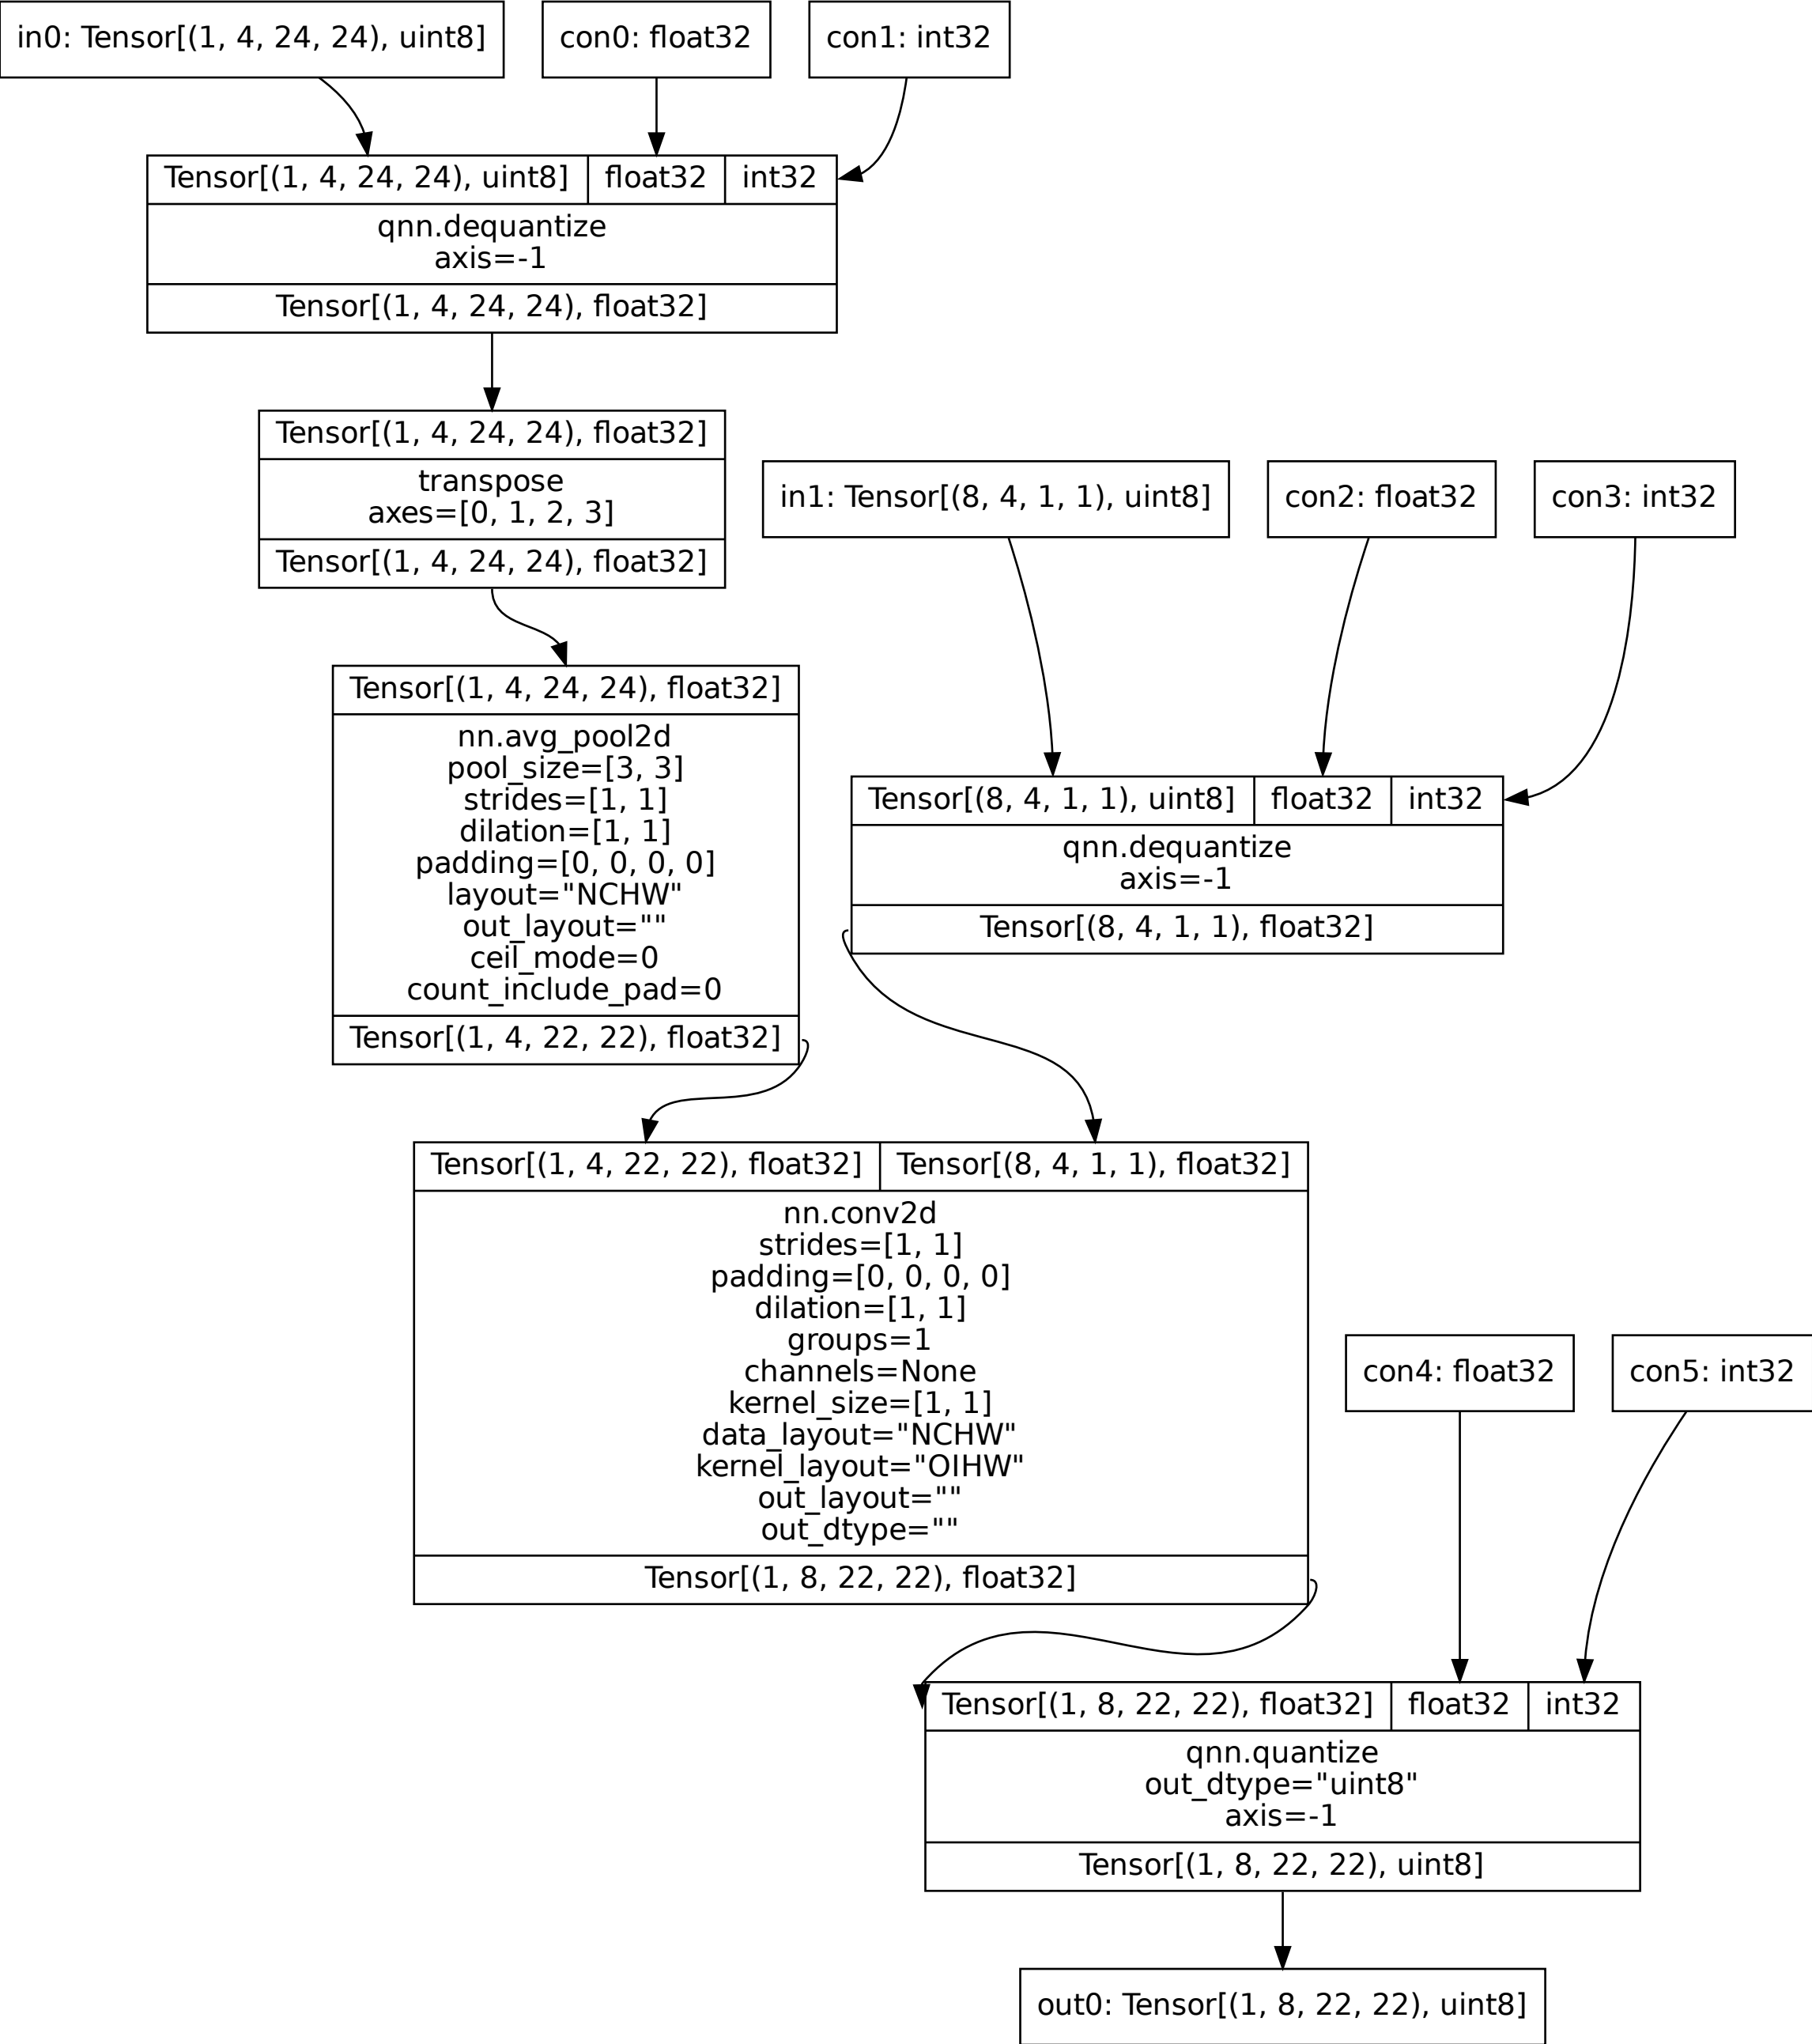 in0: Tensor[(1, 4, 24, 24), uint8]
con0: float32
con1: int32
Tensor[(1, 4, 24, 24), uint8]
float32
int32
qnn.dequantize
axis=-1
Tensor[(1, 4, 24, 24), float32]
Tensor[(1, 4, 24, 24), float32]
transpose
axes=[0, 1, 2, 3]
Tensor[(1, 4, 24, 24), float32]
in1: Tensor[(8, 4, 1, 1), uint8]
con2: float32
con3: int32
Tensor[(1, 4, 24, 24), float32]
nn.avg_pool2d
pool_size=[3, 3]
strides=[1, 1]
dilation=[1, 1]
padding=[0, 0, 0, 0]
layout="NCHW"
out_layout=""
ceil_mode=0
count_include_pad=0
Tensor[(1, 4, 22, 22), float32]
Tensor[(8, 4, 1, 1), uint8]
float32
int32
qnn.dequantize
axis=-1
Tensor[(8, 4, 1, 1), float32]
Tensor[(1, 4, 22, 22), float32]
Tensor[(8, 4, 1, 1), float32]
nn.conv2d
strides=[1, 1]
padding=[0, 0, 0, 0]
dilation=[1, 1]
groups=1
channels=None
kernel_size=[1, 1]
data_layout="NCHW"
kernel_layout="OIHW"
out_layout=""
out_dtype=""
Tensor[(1, 8, 22, 22), float32]
con4: float32
con5: int32
Tensor[(1, 8, 22, 22), float32]
float32
int32
qnn.quantize
out_dtype="uint8"
axis=-1
Tensor[(1, 8, 22, 22), uint8]
out0: Tensor[(1, 8, 22, 22), uint8]